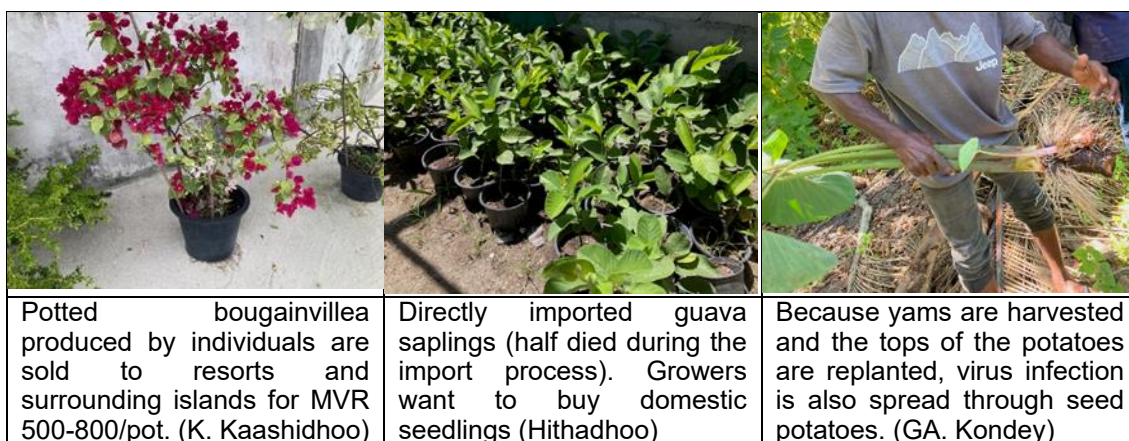 Jeep
Potted bougainvillea
produced by individuals are
sold to resorts and
surrounding islands for MVR
500-800/pot. (K. Kaashidhoo)
Directly imported guava
saplings (half died during the
import process). Growers
want to buy domestic
seedlings (Hithadhoo)
Because yams are harvested
and the tops of the potatoes
are replanted, virus infection
is also spread through seed
potatoes. (GA. Kondey)